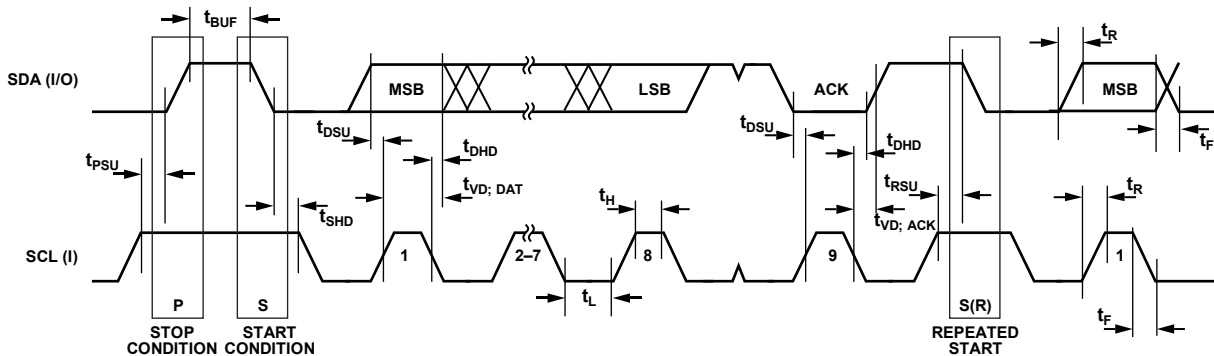 tBUF
tR
SDA (I/O)
MSB
LSB
ACK
MSB
tDSU
tDSU
tDHD
tDHD
tF
tPSU
tVD; DAT
tH
tRSU
tR
tSHD
tVD; ACK
SCL (I)
1
2–7
8
9
1
P
S
tL
S(R)
tF
STOP
CONDITION
START
CONDITION
REPEATED
START